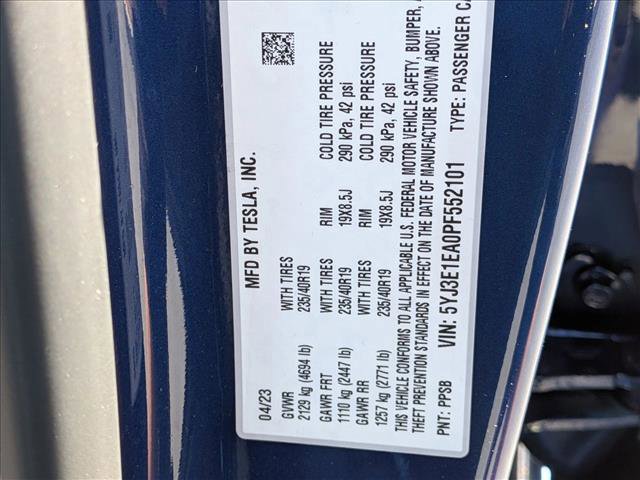 MFD BY TESLA, INC.
04/23
GVWR WITH TIRES RIM COLD TIRE PRESSURE
2129 kg (4694 lb) 235/40R19 19X8.5J 290 kPa, 42 psi
GAWR FRT WITH TIRES RIM COLD TIRE PRESSURE
1110 kg (2447 lb) 235/40R19 19X8.5J 290 kPa, 42 psi
GAWR RR WITH TIRES
1257 kg (2771 lb) 235/40R19
THIS VEHICLE CONFORMS TO ALL APPLICABLE U.S. FEDERAL MOTOR VEHICLE SAFETY, BUMPER,
THEFT PREVENTION STANDARDS IN EFFECT ON THE DATE OF MANUFACTURE SHOWN ABOVE.
VIN: 5YJ3E1EA0PF552101 TYPE: PASSENGER
PNT: PPSB